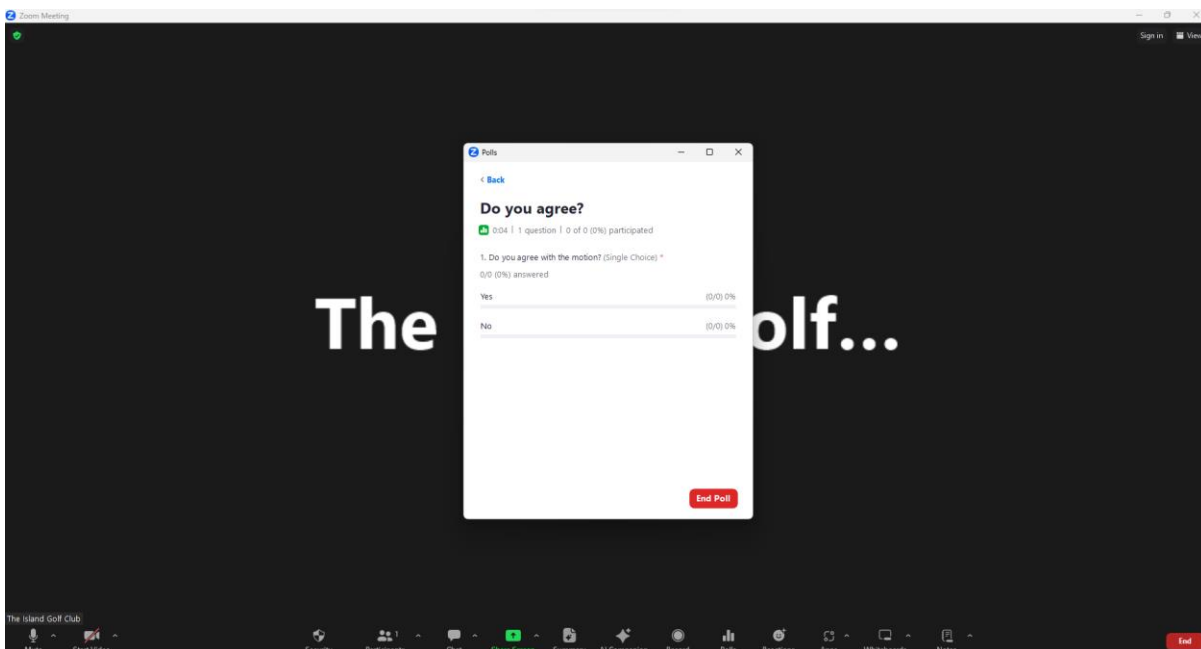 Zoom Meeting
Sign in View
Polls
< Back
Do you agree?
0:04 | 1 question | 0 of 0 (0%) participated
1. Do you agree with the motion? (Single Choice) *
0/0 (0%) answered
Yes (0/0) 0%
No (0/0) 0%
The olf...
End Poll
The Island Golf Club
1
End